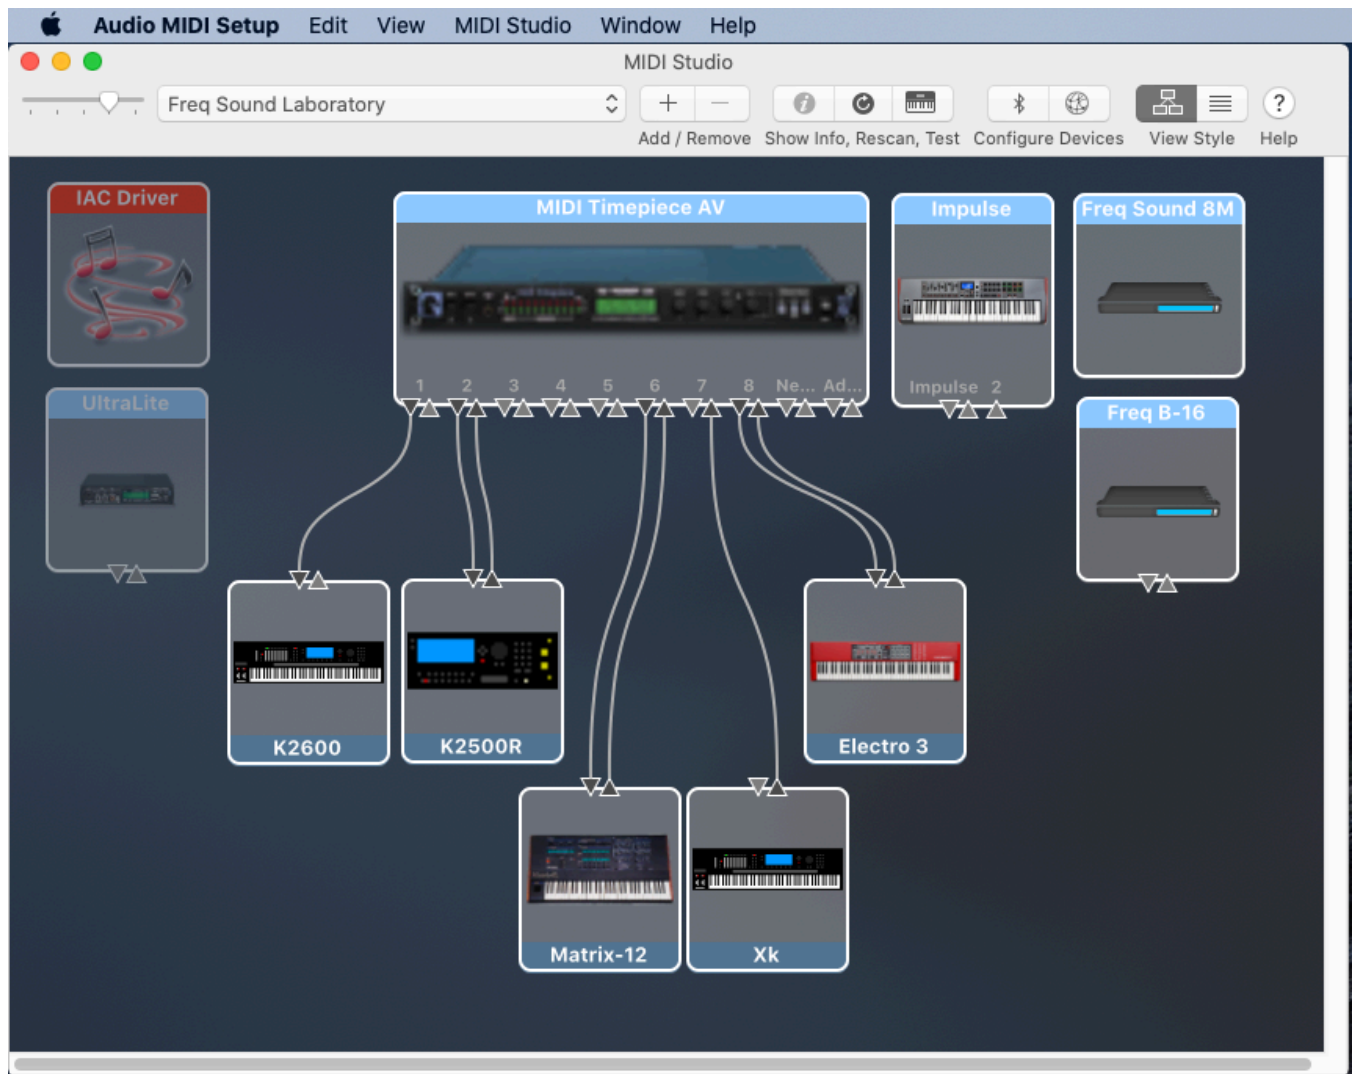 Audio MIDI Setup Edit View MIDI Studio Window Help
MIDI Studio
Freq Sound Laboratory
Add / Remove Show Info, Rescan, Test Configure Devices View Style Help
IAC Driver
MIDI Timepiece AV
Impulse
Freq Sound 8M
1 2 3 4 5 6 7 8 Ne... Ad...
Impulse 2
UltraLite
Freq B-16
K2600
K2500R
Electro 3
Matrix-12
Xk